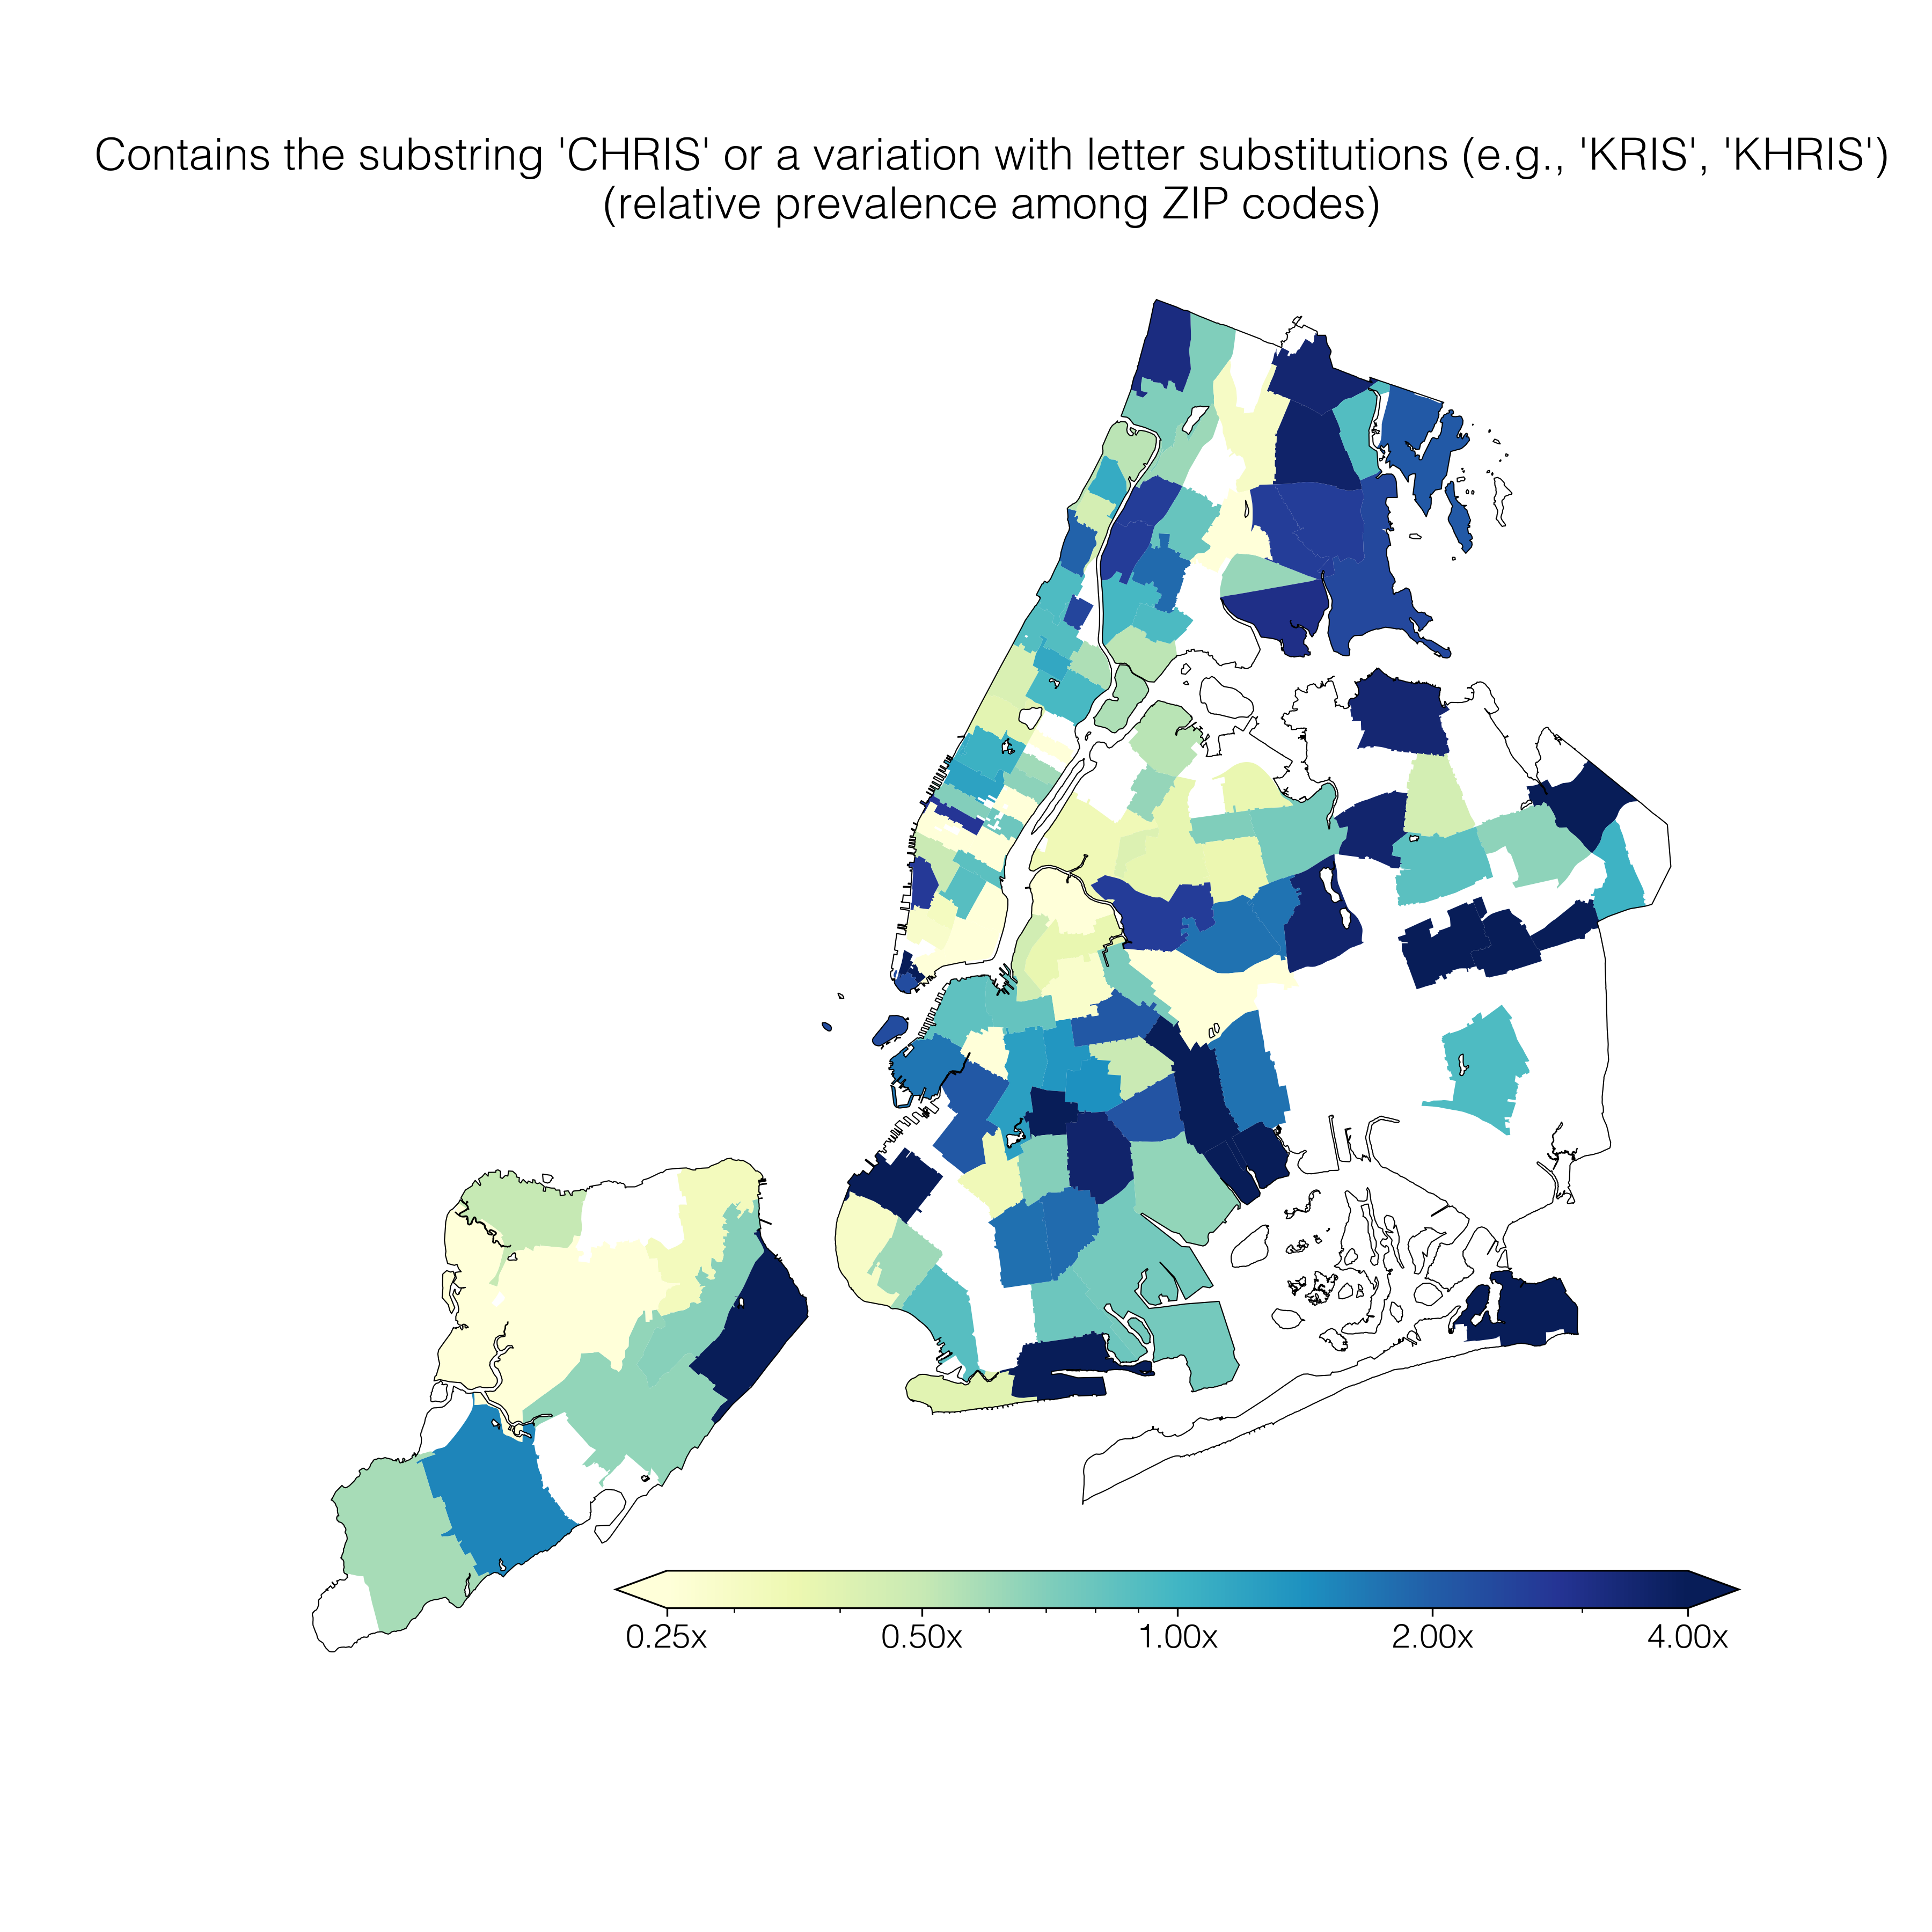 Contains the substring 'CHRIS' or a variation with letter substitutions (e.g., 'KRIS', 'KHRIS')
(relative prevalence among ZIP codes)
0.25x 0.50x 1.00x 2.00x 4.00x